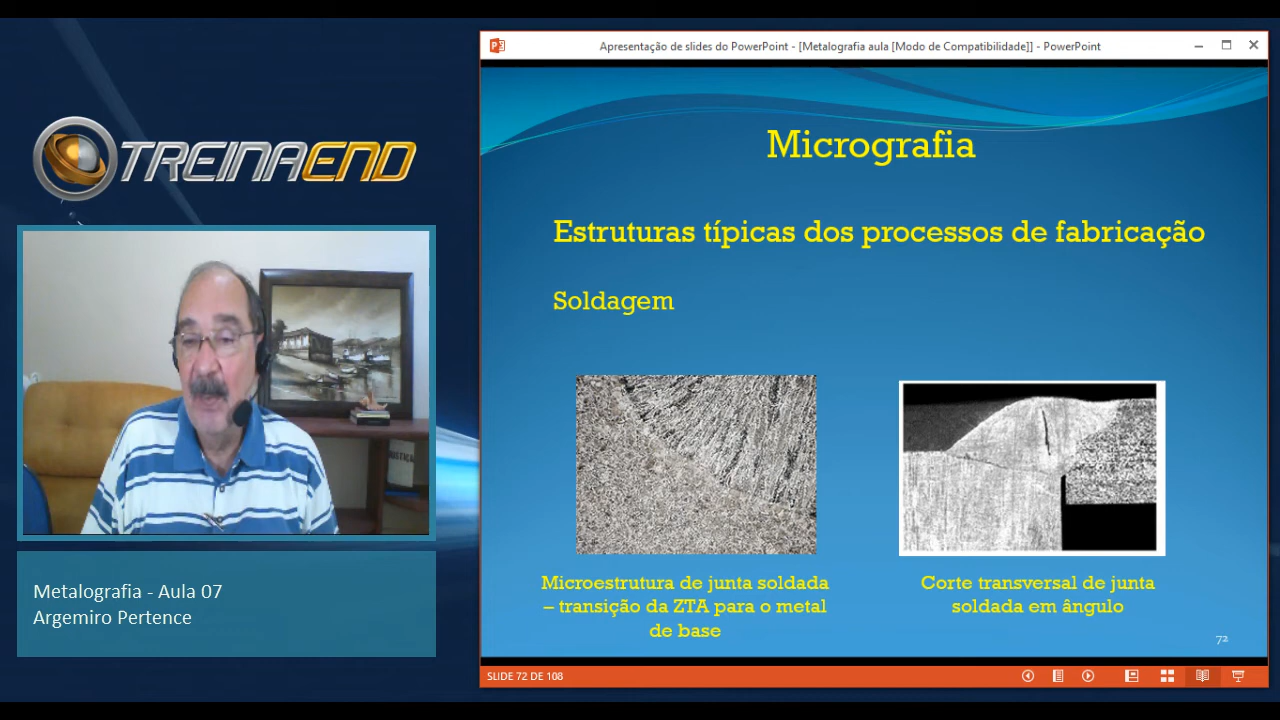 TREINAEND
Metalografia - Aula 07
Argemiro Pertence
Apresentação de slides do PowerPoint - [Metalografia aula [Modo de Compatibilidade]] - PowerPoint
Micrografia
Estruturas típicas dos processos de fabricação
Soldagem
Microestrutura de junta soldada
– transição da ZTA para o metal
de base
Corte transversal de junta
soldada em ângulo
72
SLIDE 72 DE 108